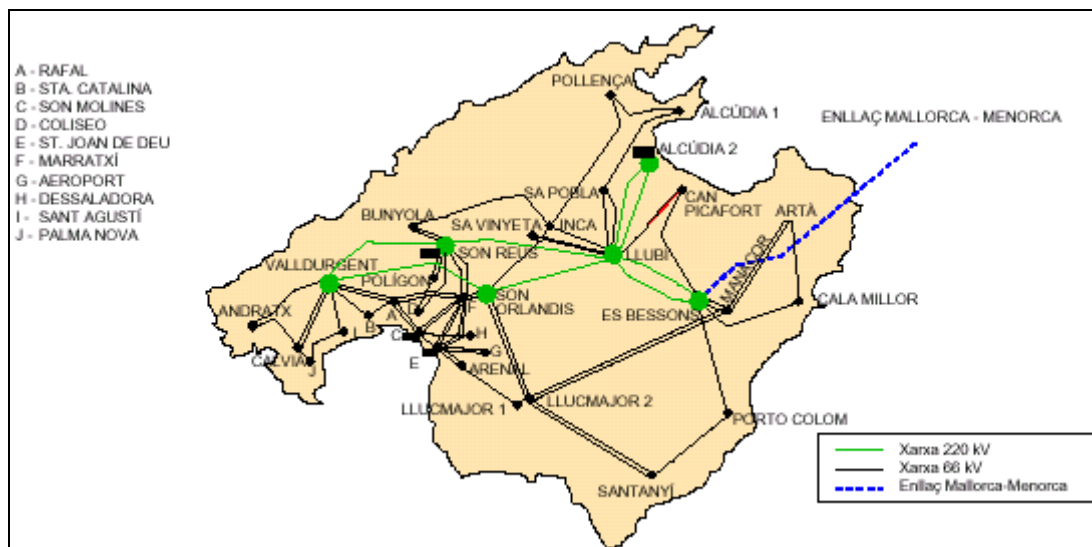 A - RAFAL
B - STA. CATALINA
C - SON MOLINES
D - COLISEO
E - ST. JOAN DE DEU
F - MARRATXÍ
G - AEROPORT
H - DESSALADORA
I - SANT AGUSTÍ
J - PALMA NOVA
POLLENÇA
ALCÚDIA 1
ENLLAÇ MALLORCA - MENORCA
ALCÚDIA 2
SA POBLA
CAN
PICAFORT
ARTÀ
BUNYOLA
SA VINYETA
INCA
SON REUS
LLUBÍ
VALLDURGENT
POLÍGON
MANACOR
SON
ORLANDIS
ES BESSONS
CALA MILLOR
ANDRATX
D
F
A
B
I
C
H
G
E
CALVIÀ
J
ARENAL
LLUCMAJOR 1
LLUCMAJOR 2
PORTO COLOM
SANTANYÍ
Xarxa 220 kV
Xarxa 66 kV
Enllaç Mallorca-Menorca